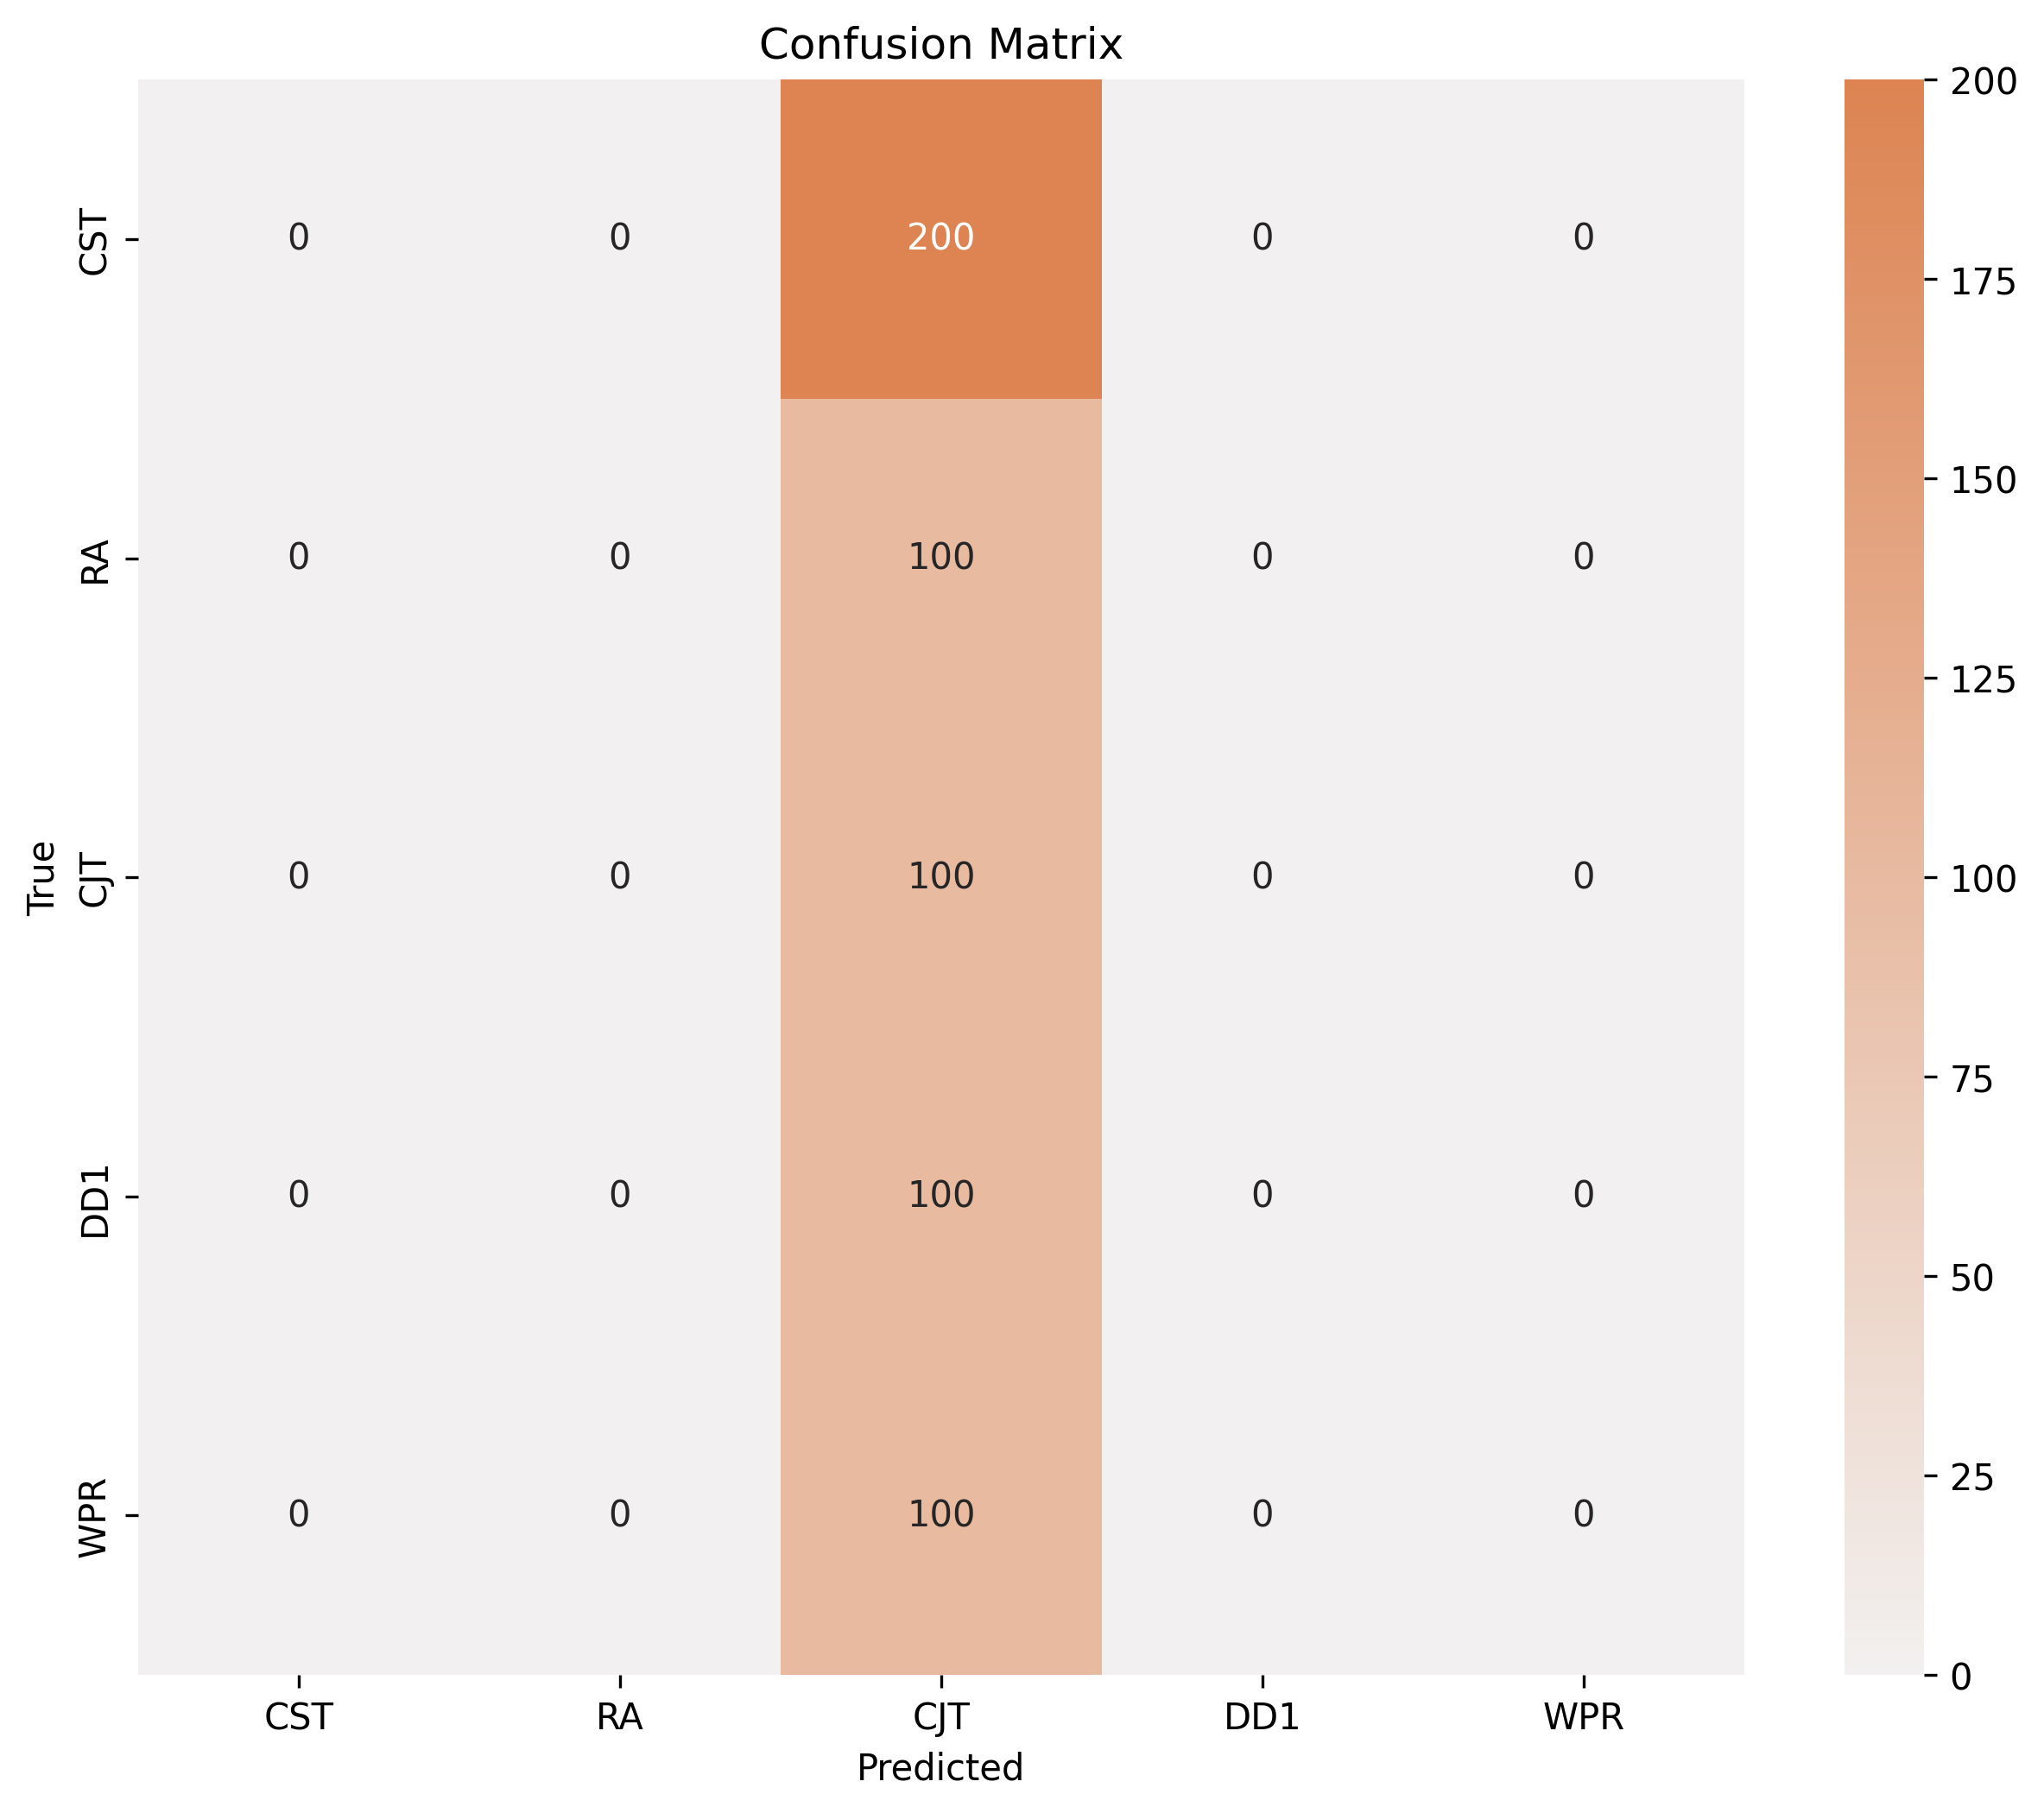 Confusion Matrix
True
CST 0 0 200 0 0
RA 0 0 100 0 0
CJT 0 0 100 0 0
DD1 0 0 100 0 0
WPR 0 0 100 0 0
CST RA CJT DD1 WPR
Predicted
200
175
150
125
100
75
50
25
0